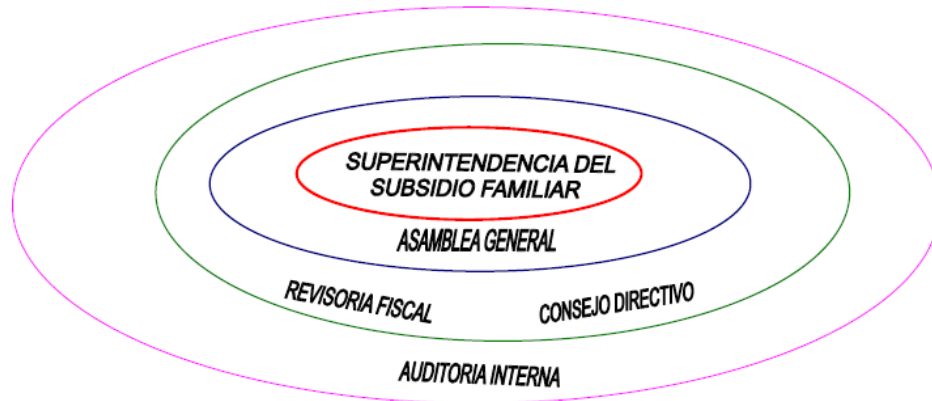 SUPERINTENDENCIA DEL
SUBSIDIO FAMILIAR
ASAMBLEA GENERAL
REVISORIA FISCAL
CONSEJO DIRECTIVO
AUDITORIA INTERNA